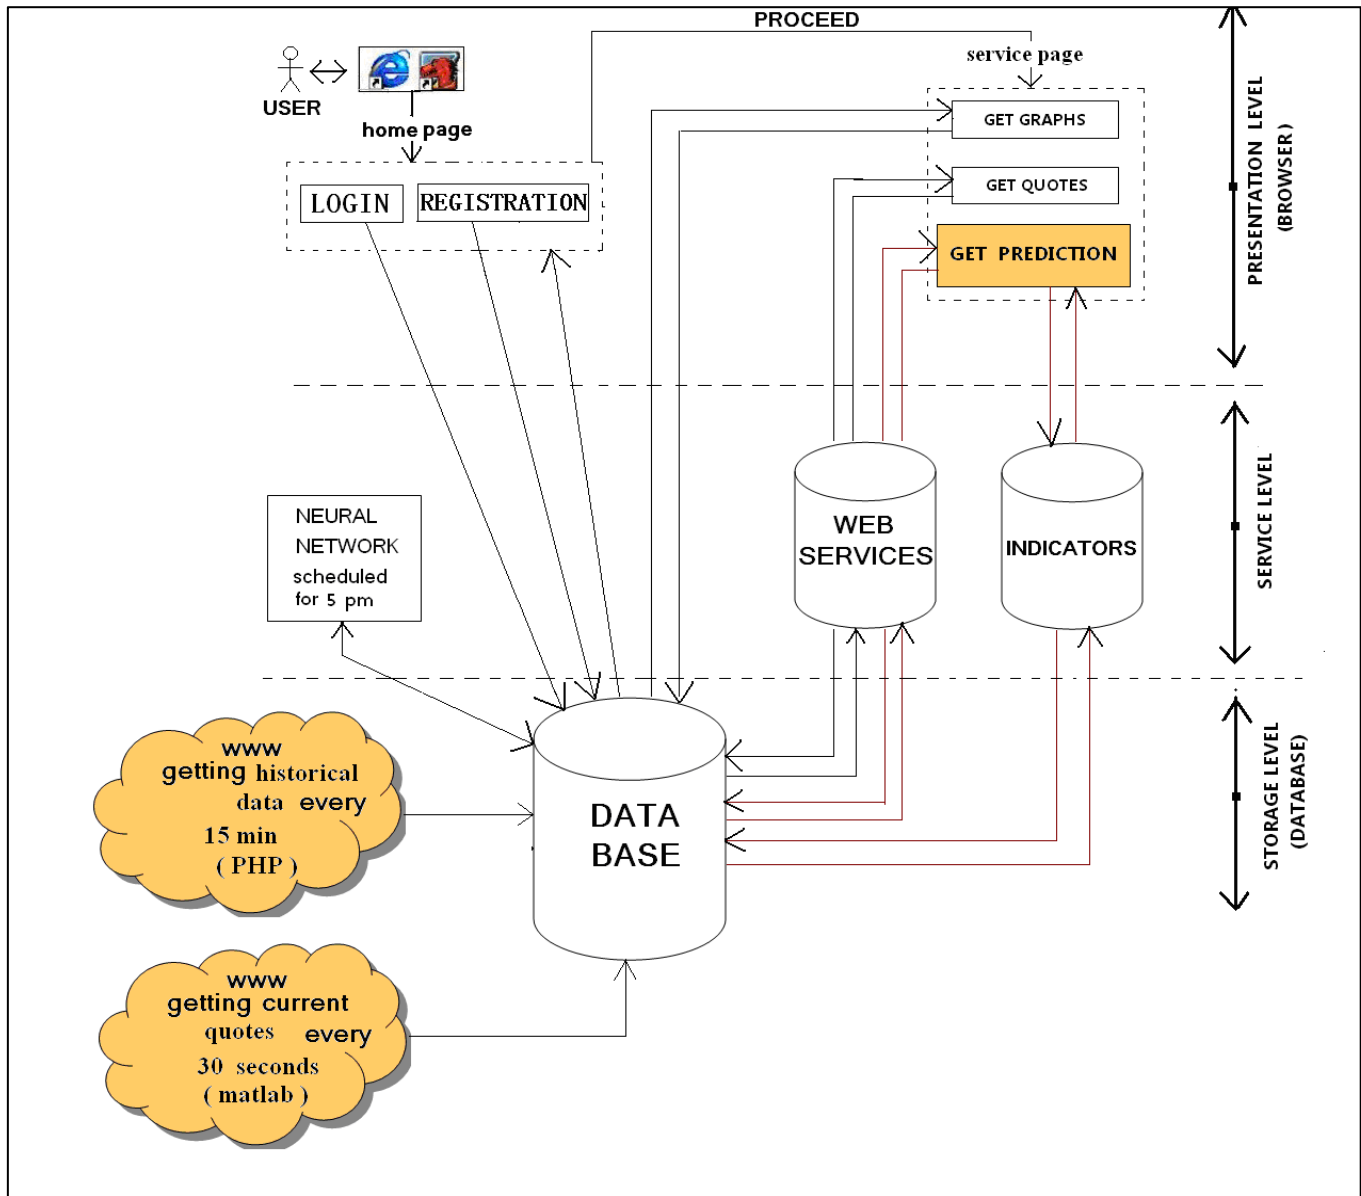 PROCEED
service page
USER
home page
LOGIN
REGISTRATION
GET GRAPHS
GET QUOTES
GET PREDICTION
PRESENTATION LEVEL
(BROWSER)
NEURAL
NETWORK
scheduled
for 5 pm
WEB
SERVICES
INDICATORS
SERVICE LEVEL
www
getting historical
data every
15 min
( PHP )
DATA
BASE
STORAGE LEVEL
(DATABASE)
www
getting current
quotes every
30 seconds
( matlab )